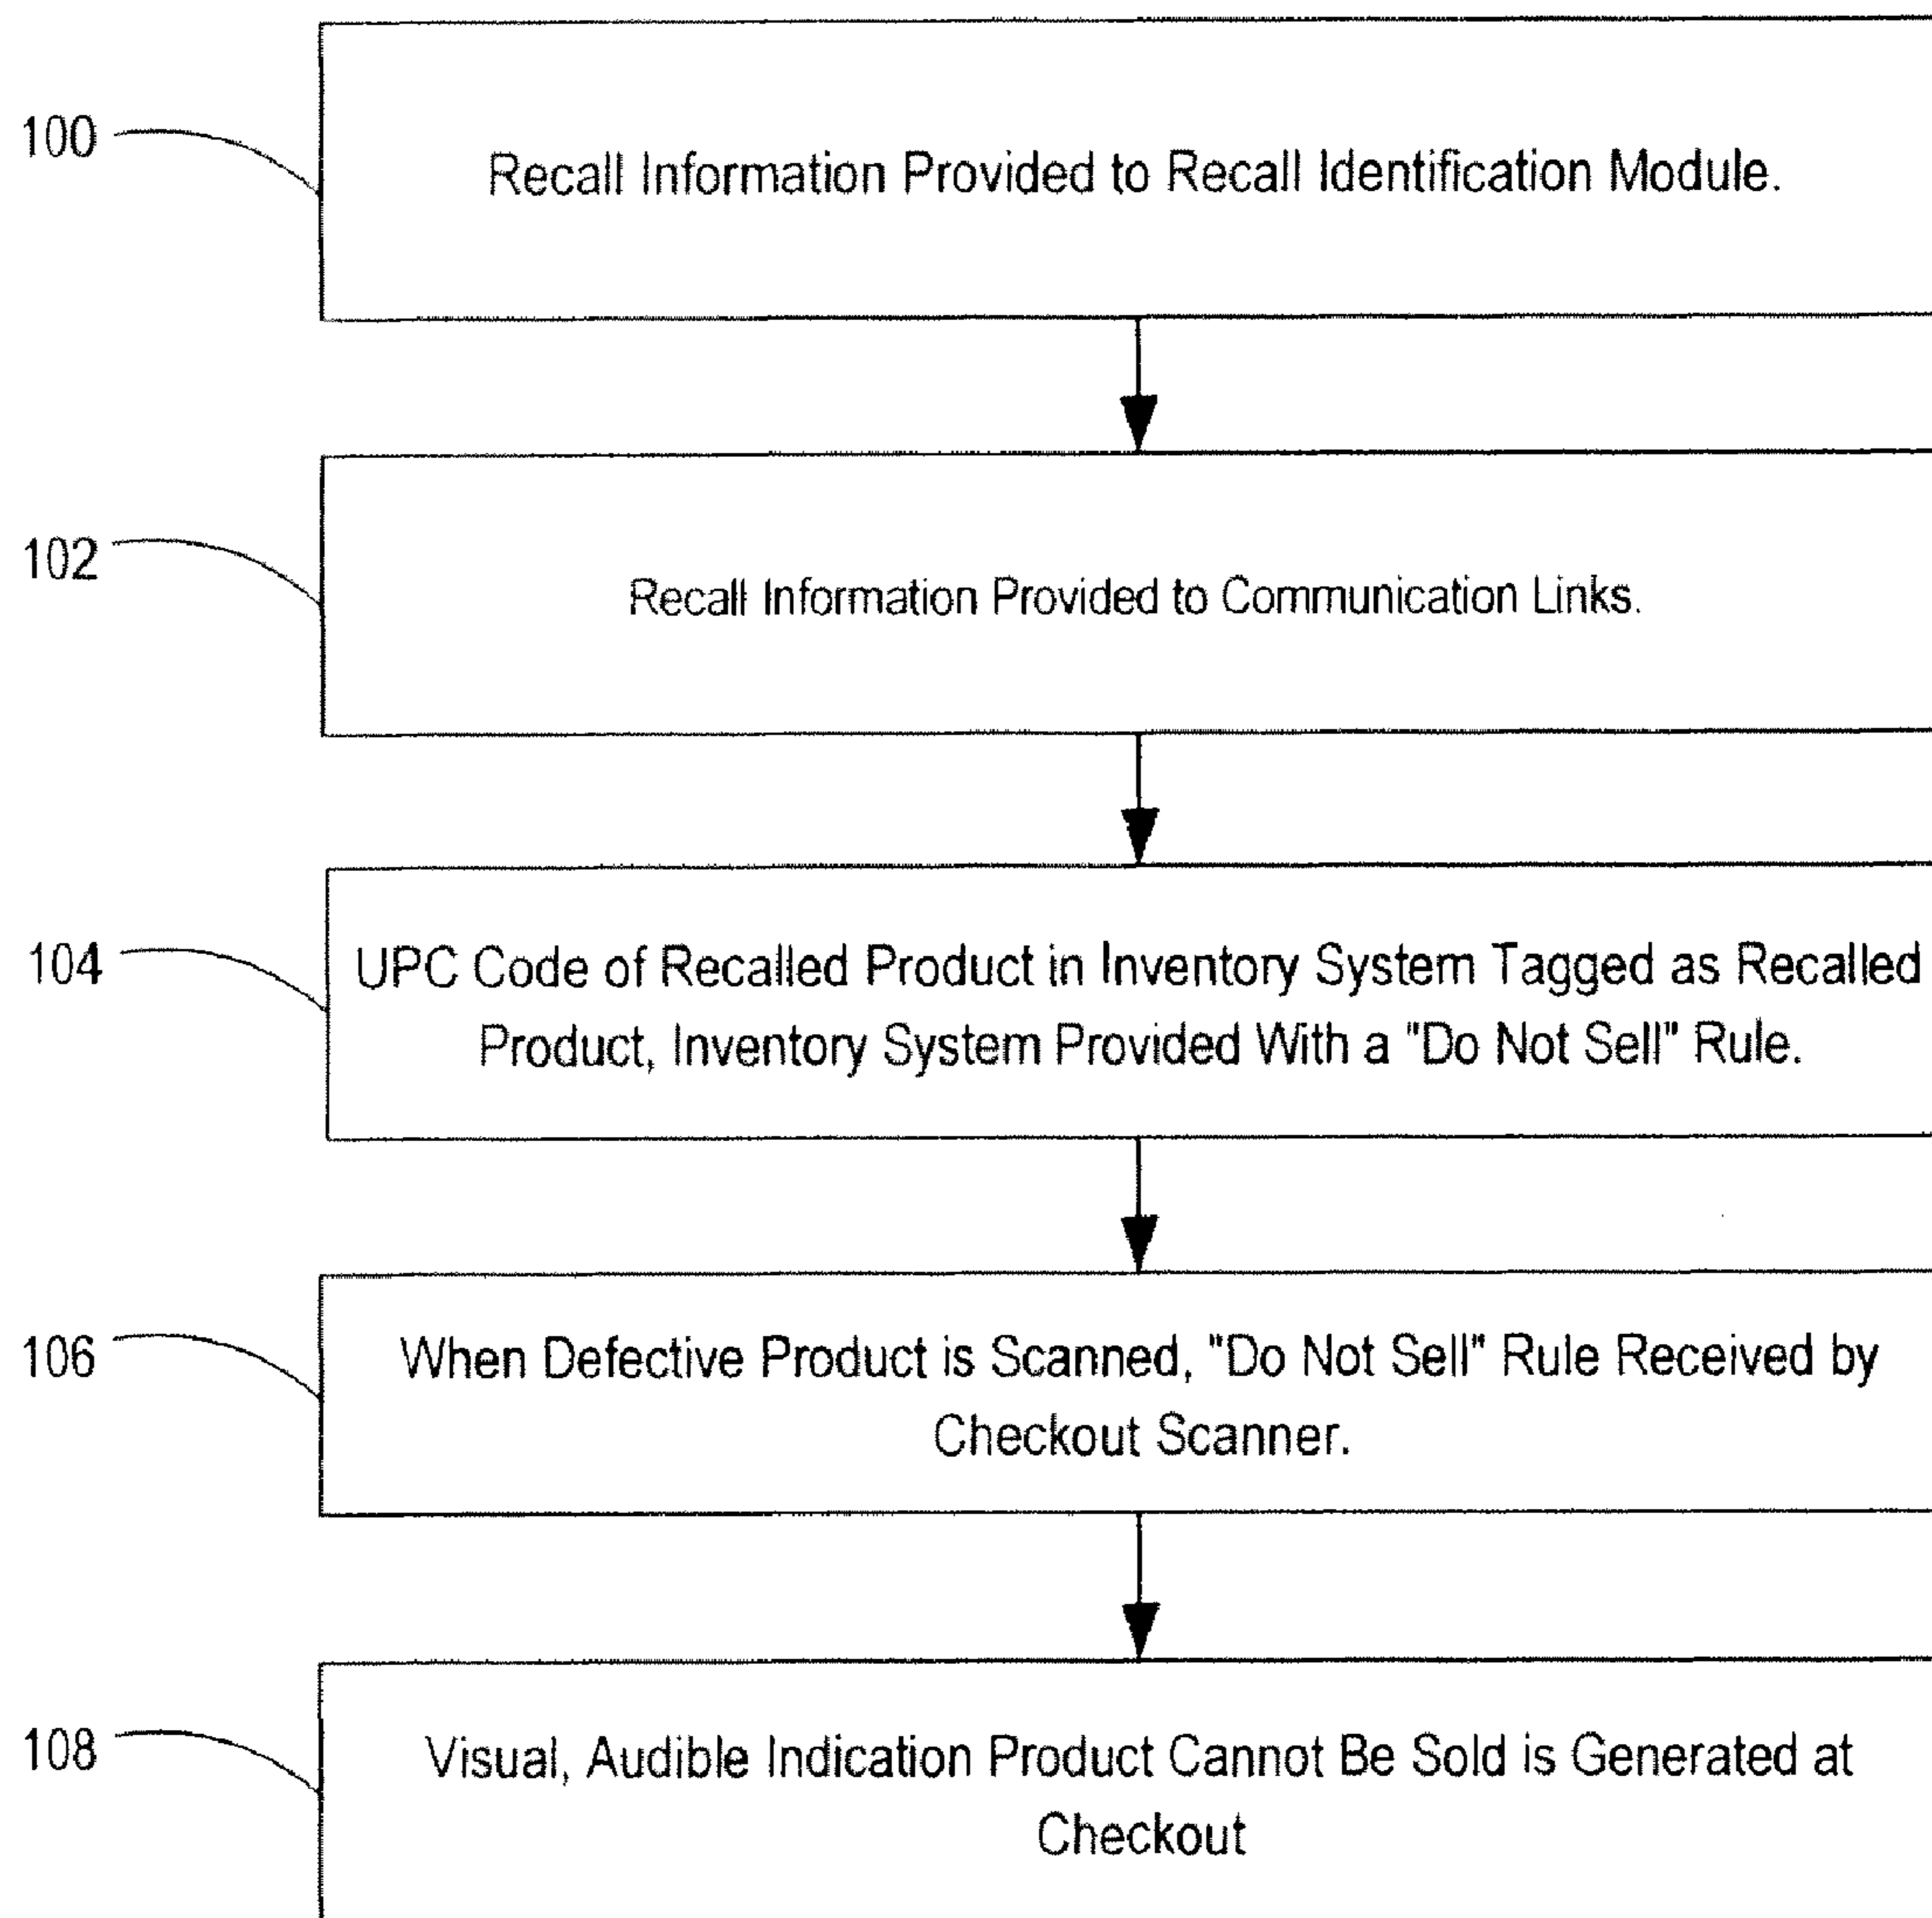 100
Recall Information Provided to Recall Identification Module.
102
Recall Information Provided to Communication Links.
104
UPC Code of Recalled Product in Inventory System Tagged as Recalled
Product, Inventory System Provided With a "Do Not Sell" Rule.
106
When Defective Product is Scanned, "Do Not Sell" Rule Received by
Checkout Scanner.
108
Visual, Audible Indication Product Cannot Be Sold is Generated at
Checkout